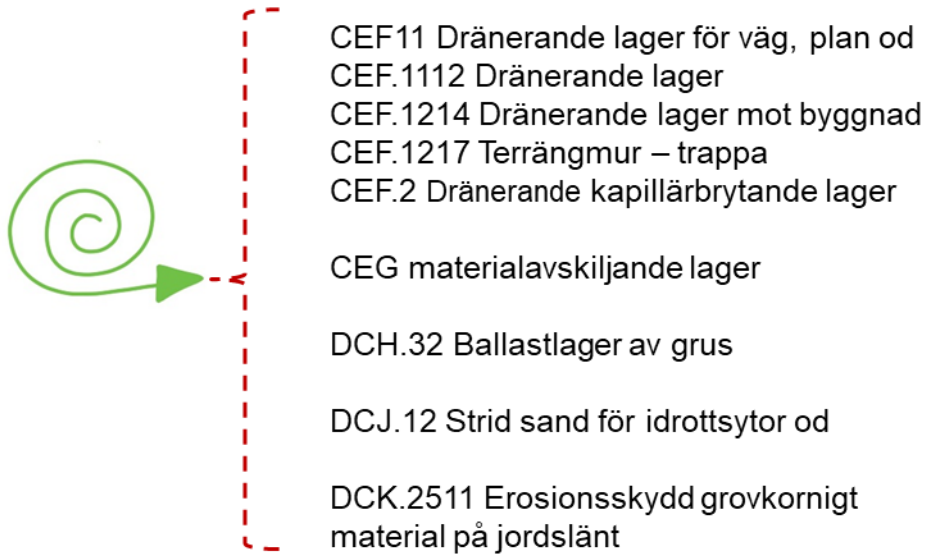 CEF11 Dränerande lager för väg, plan od
CEF.1112 Dränerande lager
CEF.1214 Dränerande lager mot byggnad
CEF.1217 Terrängmur – trappa
CEF.2 Dränerande kapillärbrytande lager
CEG materialavskiljande lager
DCH.32 Ballastlager av grus
DCJ.12 Strid sand för idrottsytor od
DCK.2511 Erosionsskydd grovkornigt
material på jordslänt